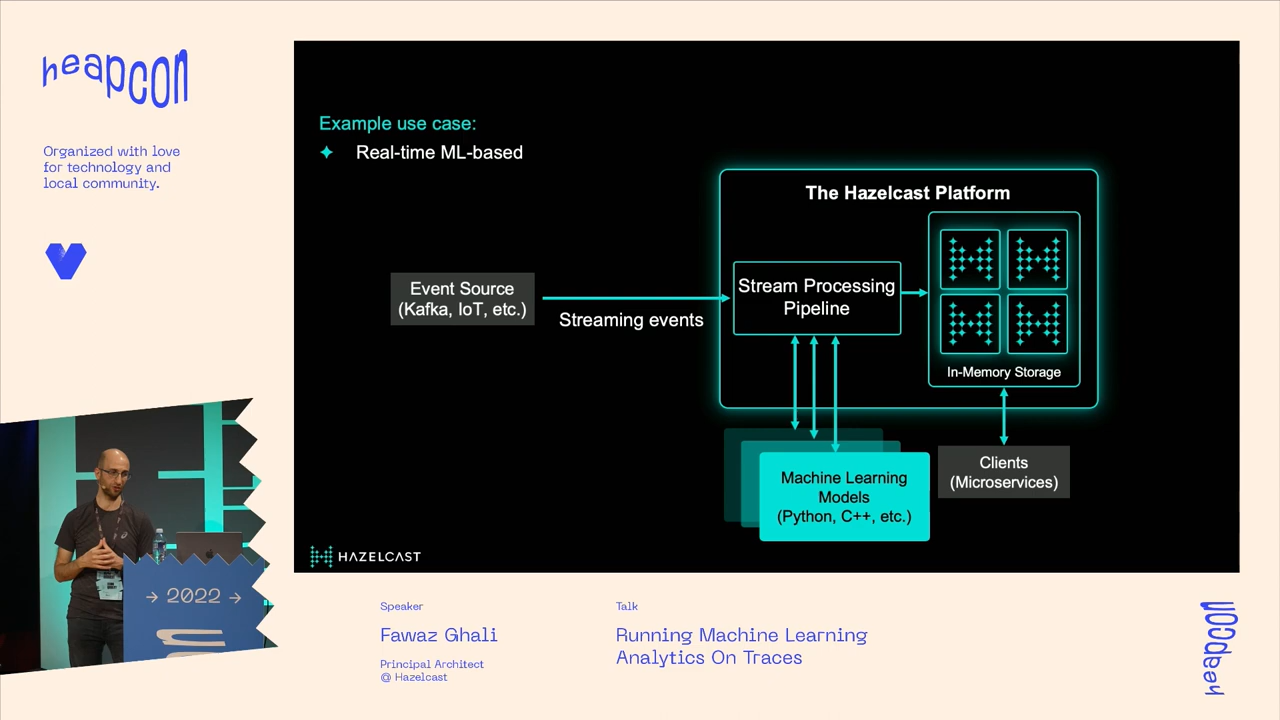 heapcon
Organized with love
for technology and
local community.
Example use case:
Real-time ML-based
The Hazelcast Platform
Event Source
(Kafka, IoT, etc.)
Streaming events
Stream Processing
Pipeline
In-Memory Storage
Machine Learning
Models
(Python, C++, etc.)
Clients
(Microservices)
HAZELCAST
→ 2022 →
Speaker
Fawaz Ghali
Principal Architect
@ Hazelcast
Talk
Running Machine Learning
Analytics On Traces
heapcon